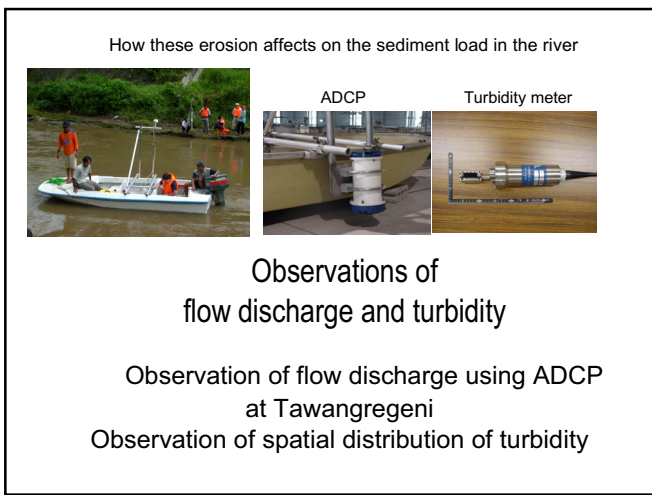 How these erosion affects on the sediment load in the river
ADCP
Turbidity meter
Observations of
flow discharge and turbidity
Observation of flow discharge using ADCP
at Tawangregeni
Observation of spatial distribution of turbidity